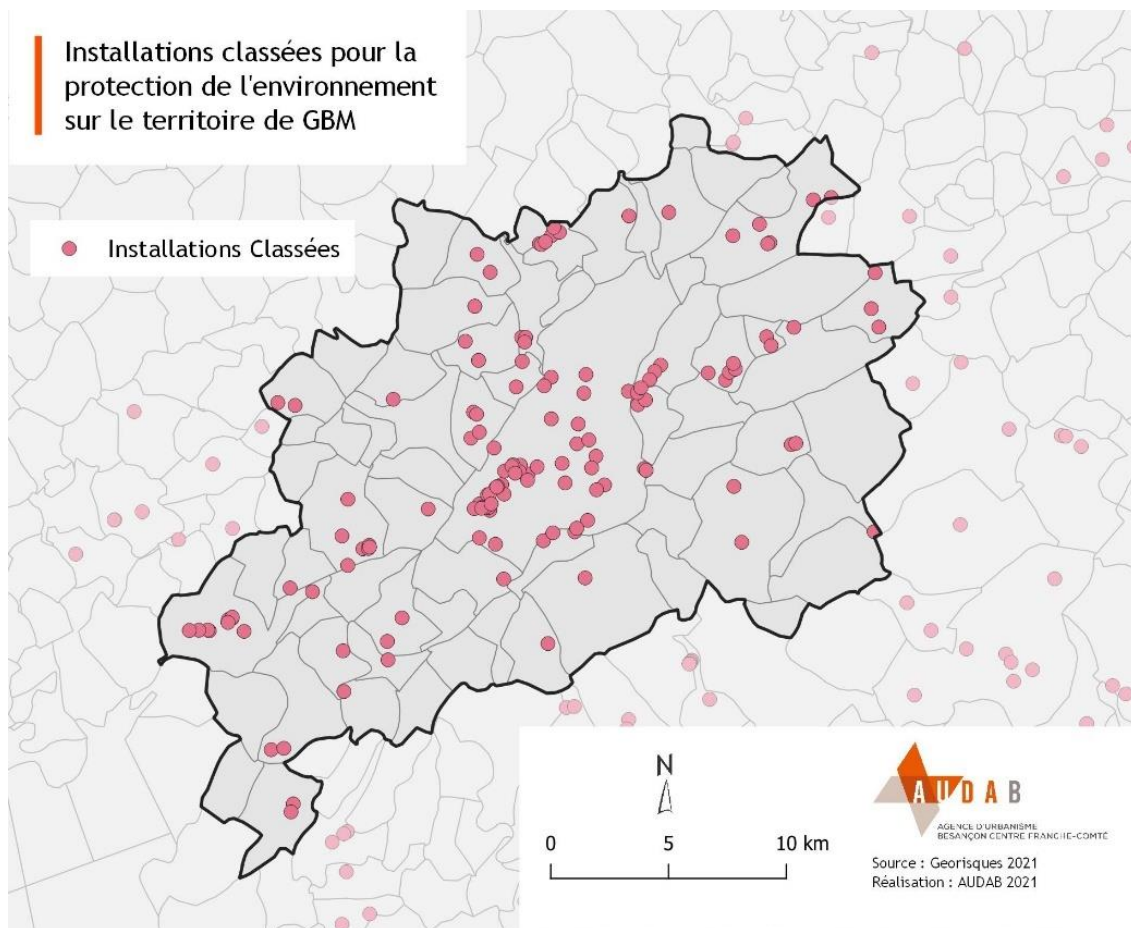 Installations classées pour la
protection de l'environnement
sur le territoire de GBM
Installations Classées
N
0 5 10 km
AUDAB
AGENCE D'URBANISME
BESANÇON CENTRE FRANCHE-COMTÉ
Source : Georisques 2021
Réalisation : AUDAB 2021